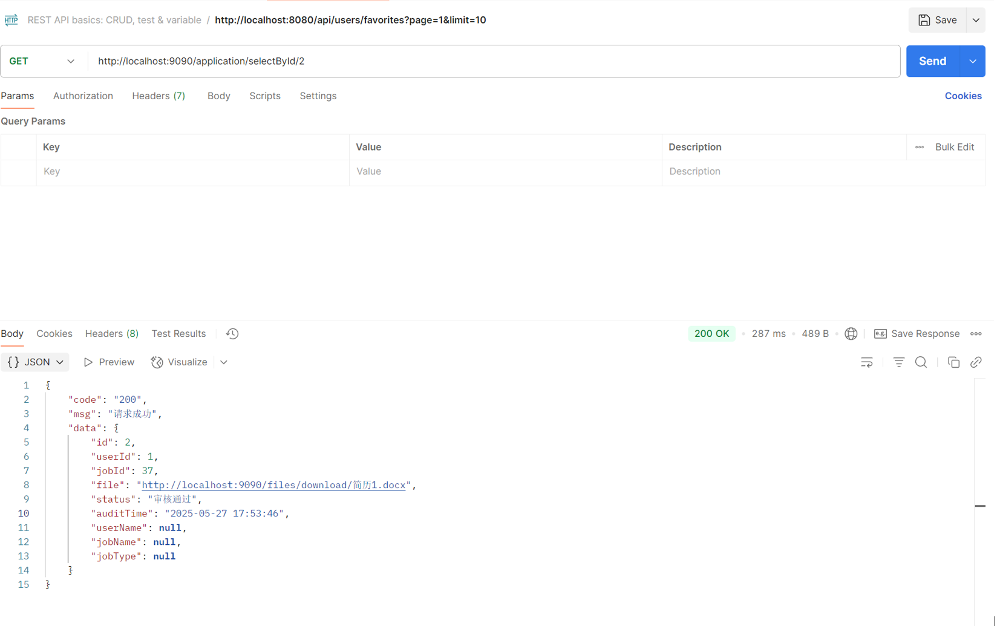 HTTP REST API basics: CRUD, test & variable / http://localhost:8080/api/users/favorites?page=1&limit=10 Save
GET http://localhost:9090/application/selectById/2 Send
Params Authorization Headers (7) Body Scripts Settings Cookies
Query Params
Key Value Description Bulk Edit
Key Value Description
Body Cookies Headers (8) Test Results 200 OK 287 ms 489 B e.g. Save Response
{} JSON Preview Visualize
1 {
2 "code": "200",
3 "msg": "请求成功",
4 "data": {
5 "id": 2,
6 "userId": 1,
7 "jobId": 37,
8 "file": "http://localhost:9090/files/download/简历1.docx",
9 "status": "审核通过",
10 "auditTime": "2025-05-27 17:53:46",
11 "userName": null,
12 "jobName": null,
13 "jobType": null
14 }
15 }